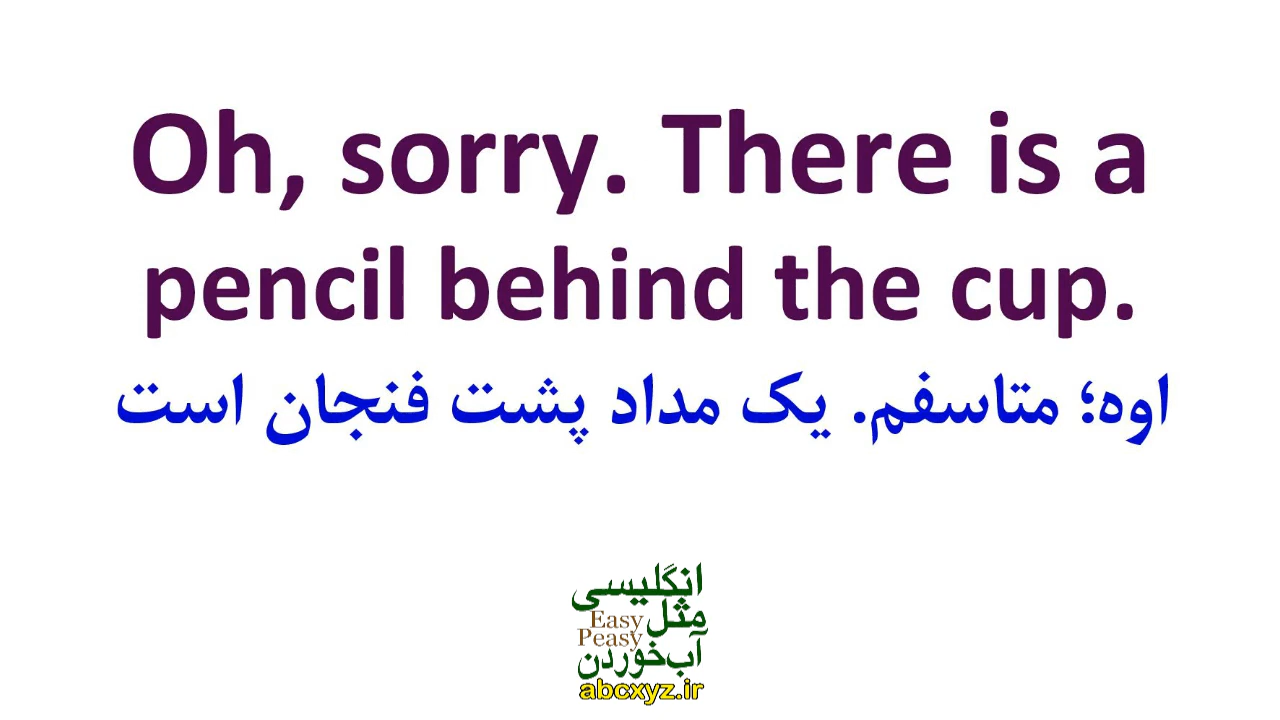 Oh, sorry. There is a
pencil behind the cup.
اوه؛ متاسفم. یک مداد پشت فنجان است
انگلیسی
مثل
Easy
Peasy
آب‌خوردن
abcxyz.ir